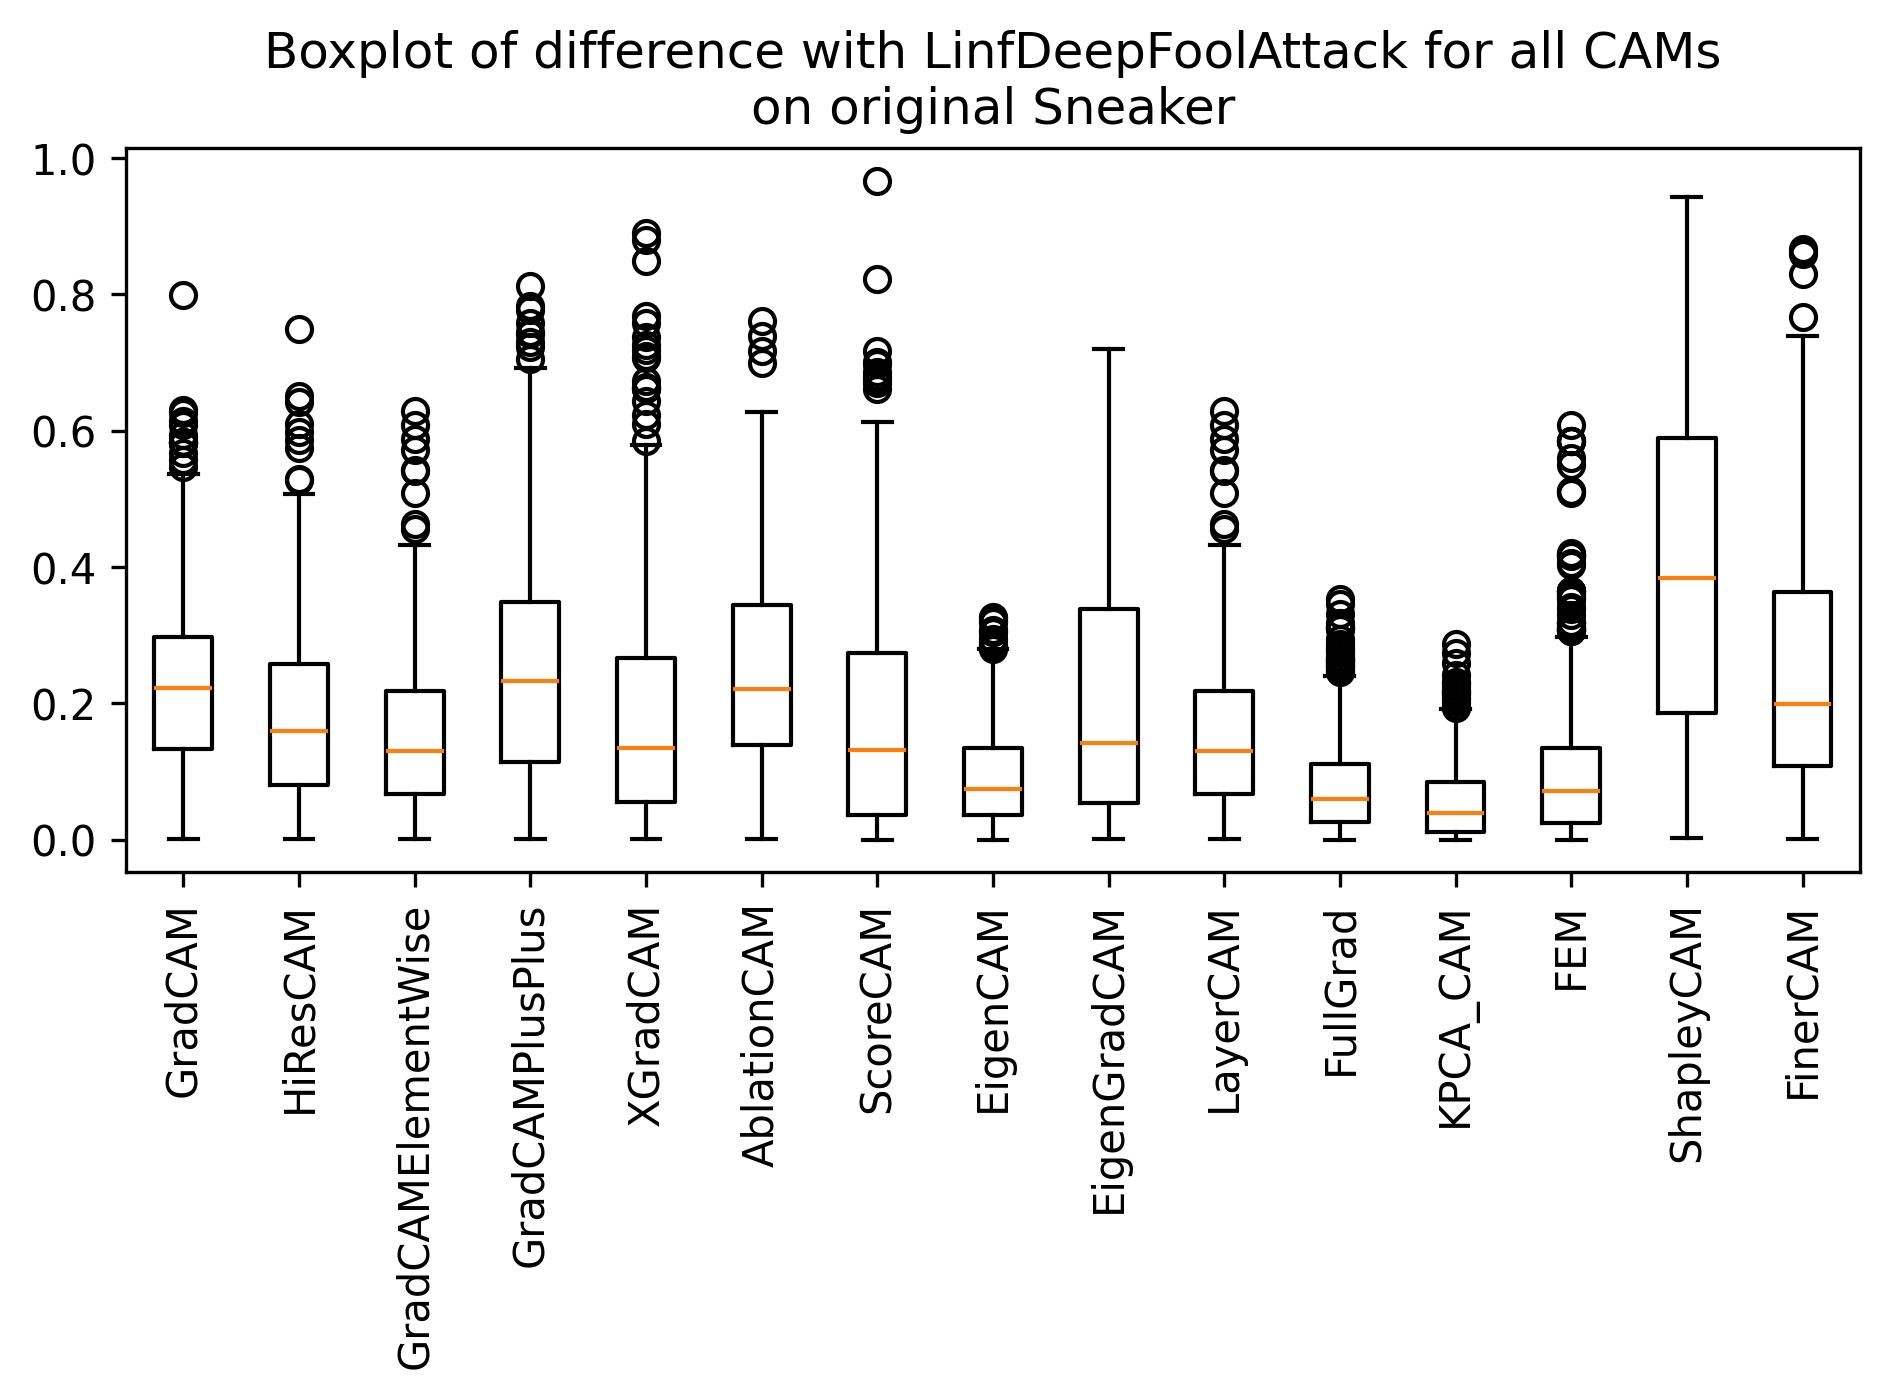 Boxplot of difference with LinfDeepFoolAttack for all CAMs
on original Sneaker
1.0
0.8
0.6
0.4
0.2
0.0
GradCAM
HiResCAM
GradCAMElementWise
GradCAMPlusPlus
XGradCAM
AblationCAM
ScoreCAM
EigenCAM
EigenGradCAM
LayerCAM
FullGrad
KPCA_CAM
FEM
ShapleyCAM
FinerCAM